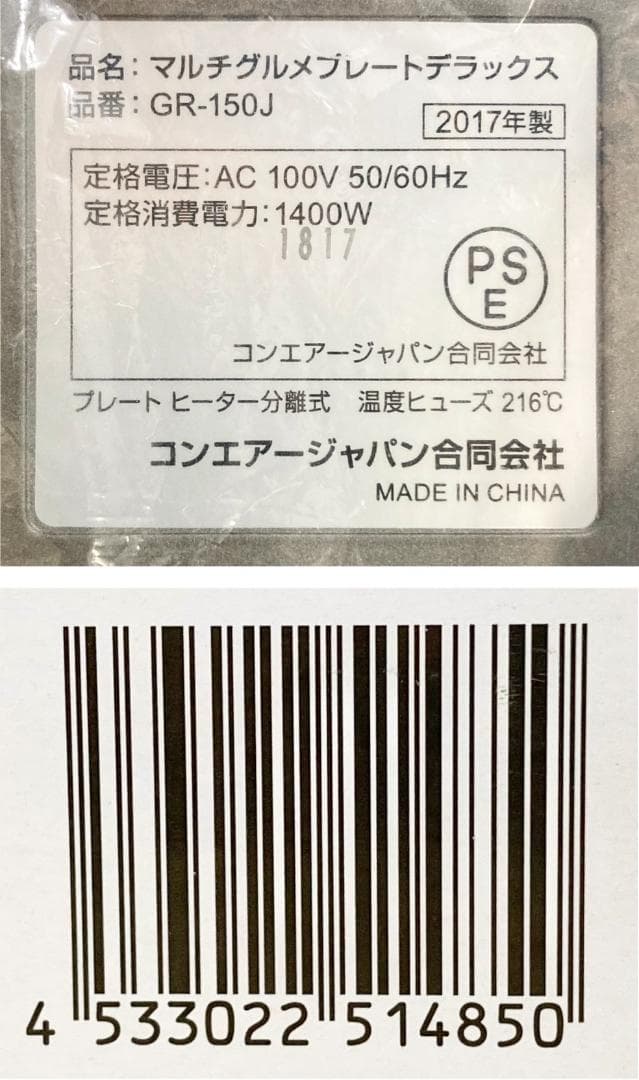 品名：マルチグルメプレートデラックス
品番：GR-150J
2017年製
定格電圧：AC 100V 50/60Hz
定格消費電力：1400W
1817
PS
E
コンエアージャパン合同会社
プレート ヒーター分離式　温度ヒューズ 216℃
コンエアージャパン合同会社
MADE IN CHINA
4 533022 514850